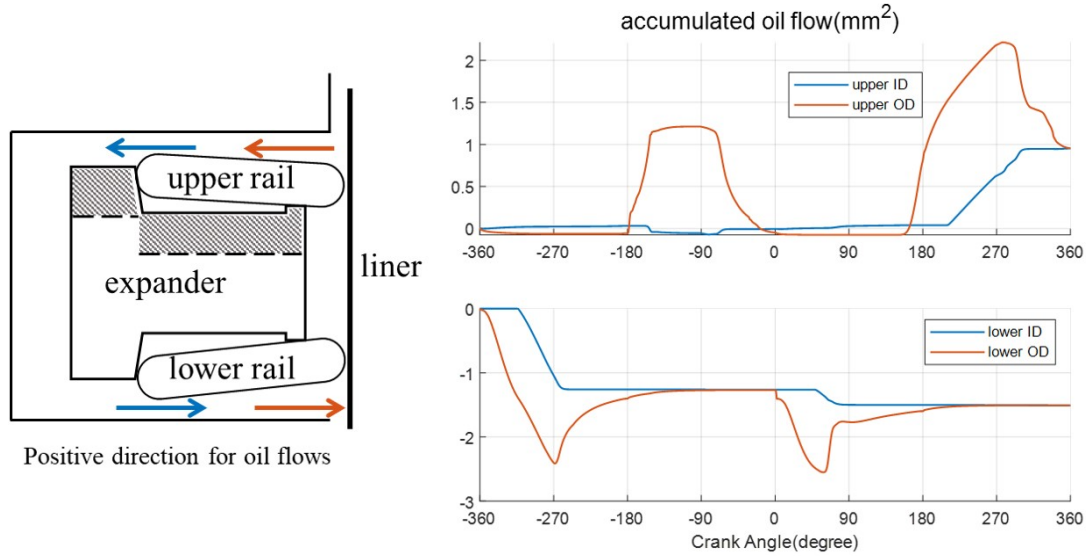 upper rail
expander
liner
lower rail
Positive direction for oil flows
accumulated oil flow(mm²)
2
1.5
1
0.5
0
upper ID
upper OD
-360 -270 -180 -90 0 90 180 270 360
0
-1
-2
-3
lower ID
lower OD
-360 -270 -180 -90 0 90 180 270 360
Crank Angle(degree)